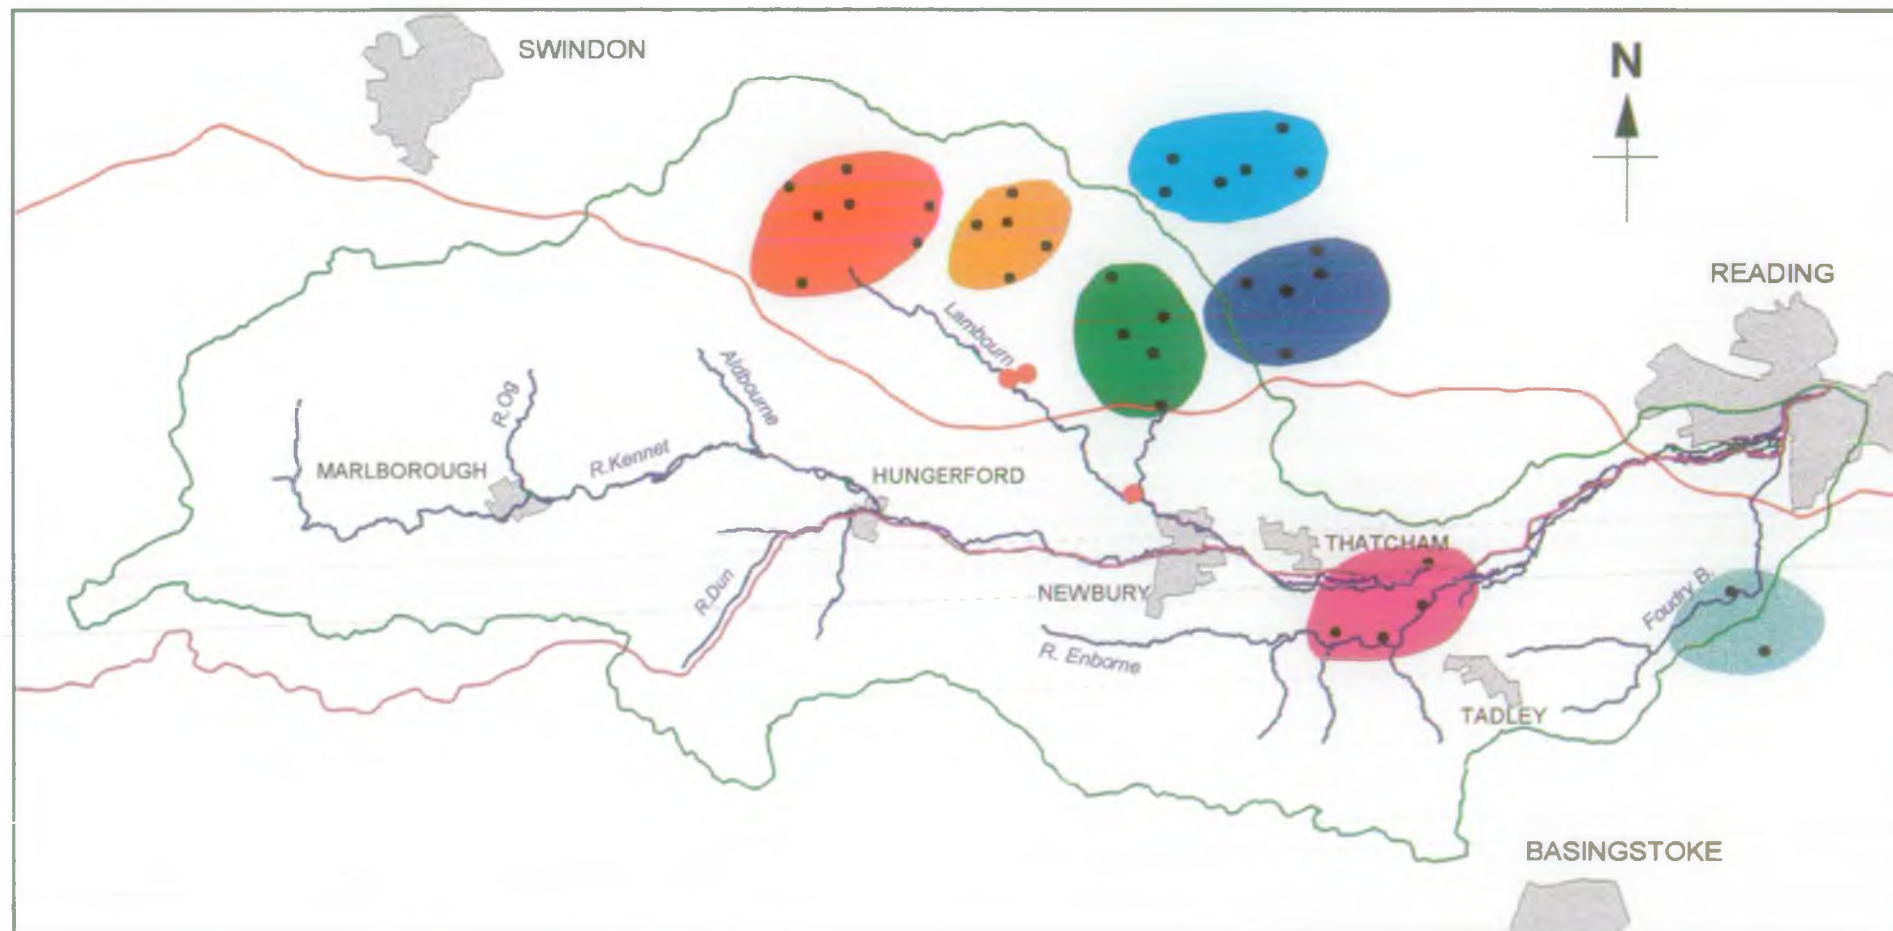 SWINDON
N
READING
Lambourn
Aldbourne
R.Og
R.Kennet
MARLBOROUGH
HUNGERFORD
THATCHAM
R.Dun
NEWBURY
Foudry B.
R. Enborne
TADLEY
BASINGSTOKE